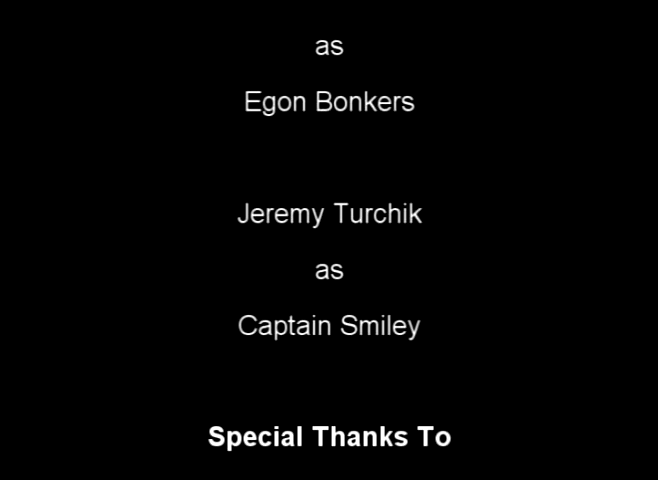 as
Egon Bonkers
Jeremy Turchik
as
Captain Smiley
Special Thanks To